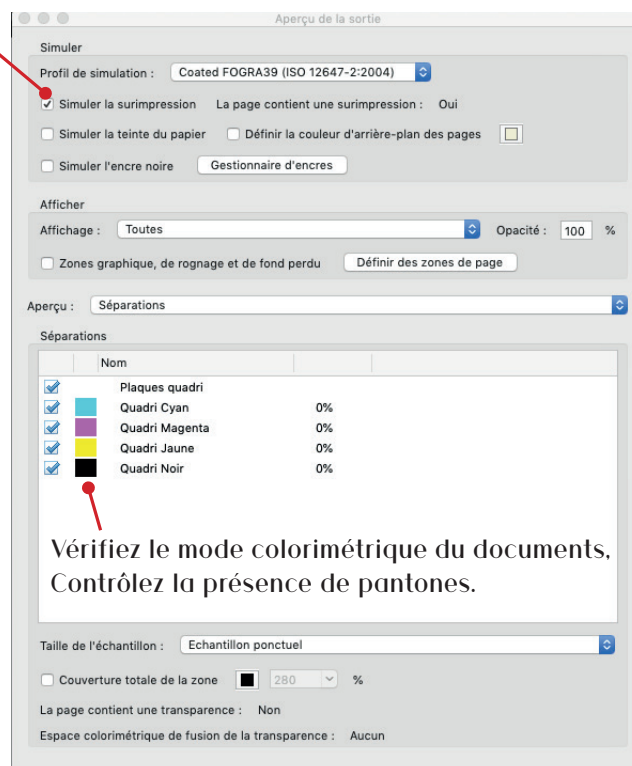 Aperçu de la sortie
Simuler
Profil de simulation : Coated FOGRA39 (ISO 12647-2:2004)
Simuler la surimpression La page contient une surimpression : Oui
Simuler la teinte du papier Définir la couleur d'arrière-plan des pages
Simuler l'encre noire Gestionnaire d'encres
Afficher
Affichage : Toutes Opacité : 100 %
Zones graphique, de rognage et de fond perdu Définir des zones de page
Aperçu : Séparations
Séparations
Nom
Plaques quadri
Quadri Cyan 0%
Quadri Magenta 0%
Quadri Jaune 0%
Quadri Noir 0%
Vérifiez le mode colorimétrique du documents,
Contrôlez la présence de pantones.
Taille de l'échantillon : Echantillon ponctuel
Couverture totale de la zone 280 %
La page contient une transparence : Non
Espace colorimétrique de fusion de la transparence : Aucun